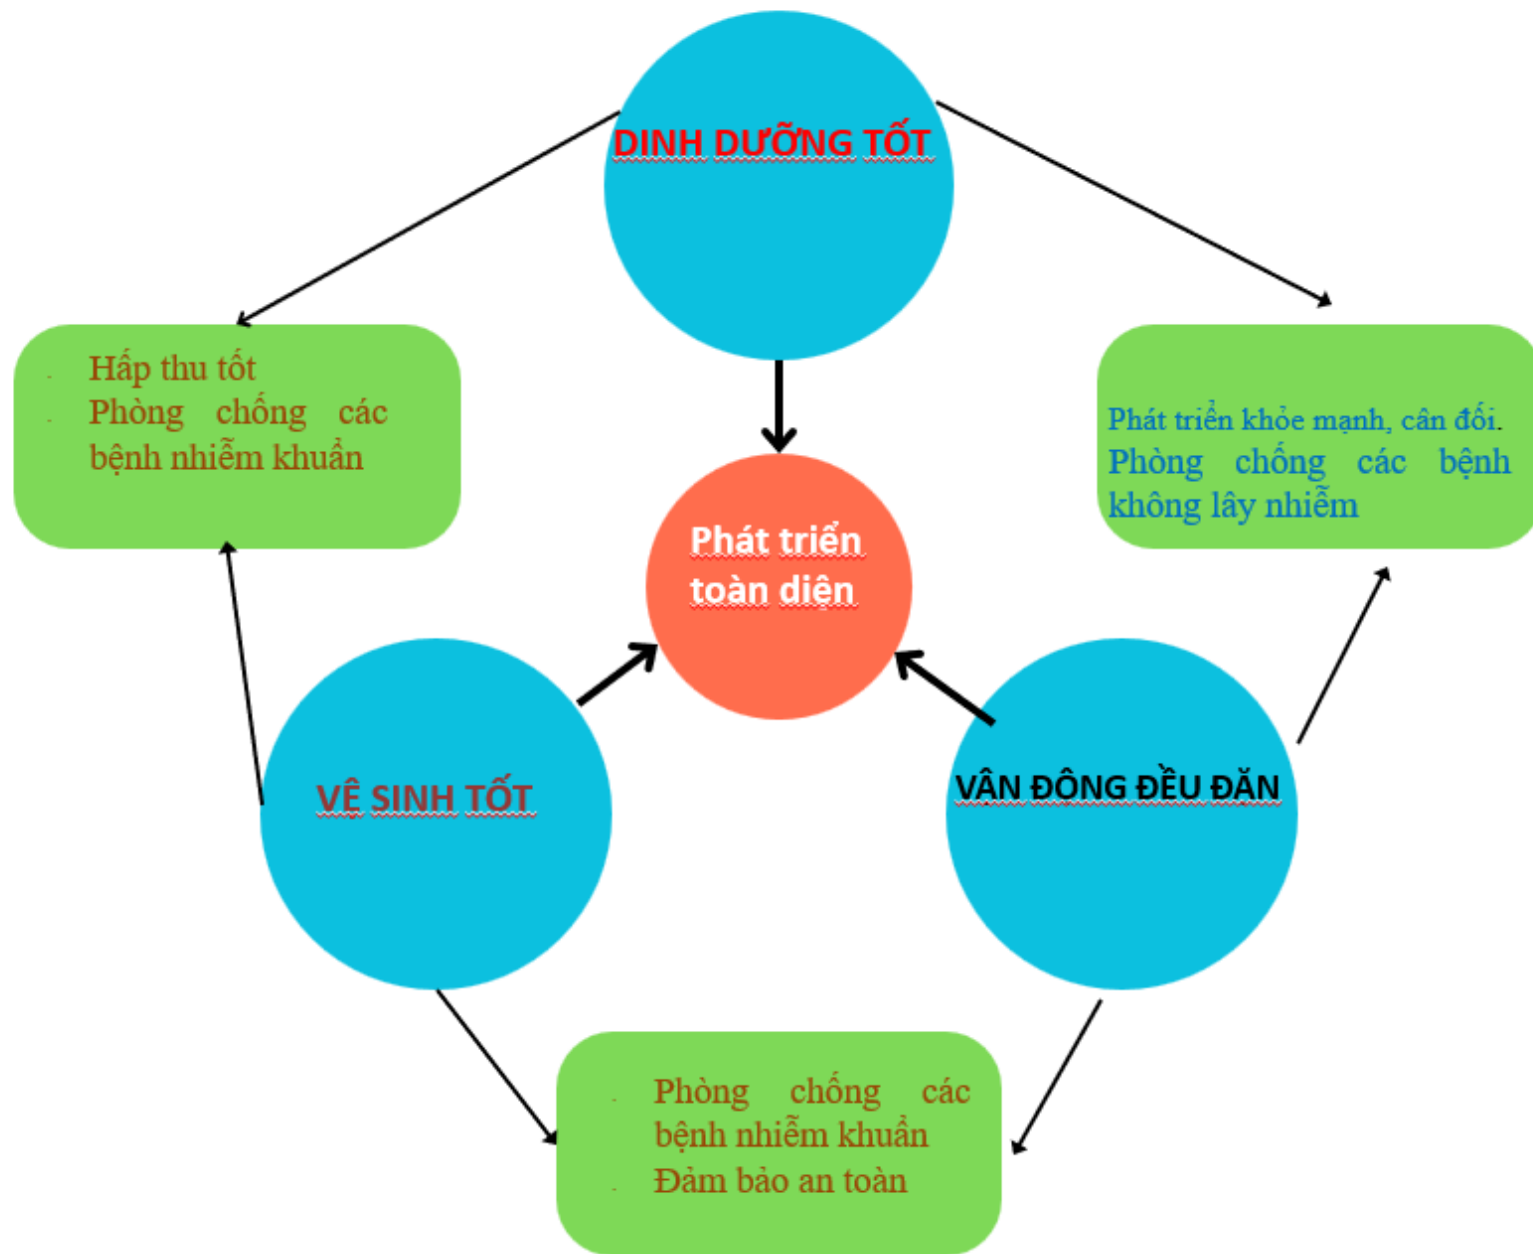 DINH DƯỠNG TỐT
- Hấp thu tốt
- Phòng chống các
bệnh nhiễm khuẩn
Phát triển khỏe mạnh, cân đối.
Phòng chống các bệnh
không lây nhiễm
Phát triển
toàn diện
VỆ SINH TỐT
VẬN ĐỘNG ĐỀU ĐẶN
- Phòng chống các
bệnh nhiễm khuẩn
- Đảm bảo an toàn